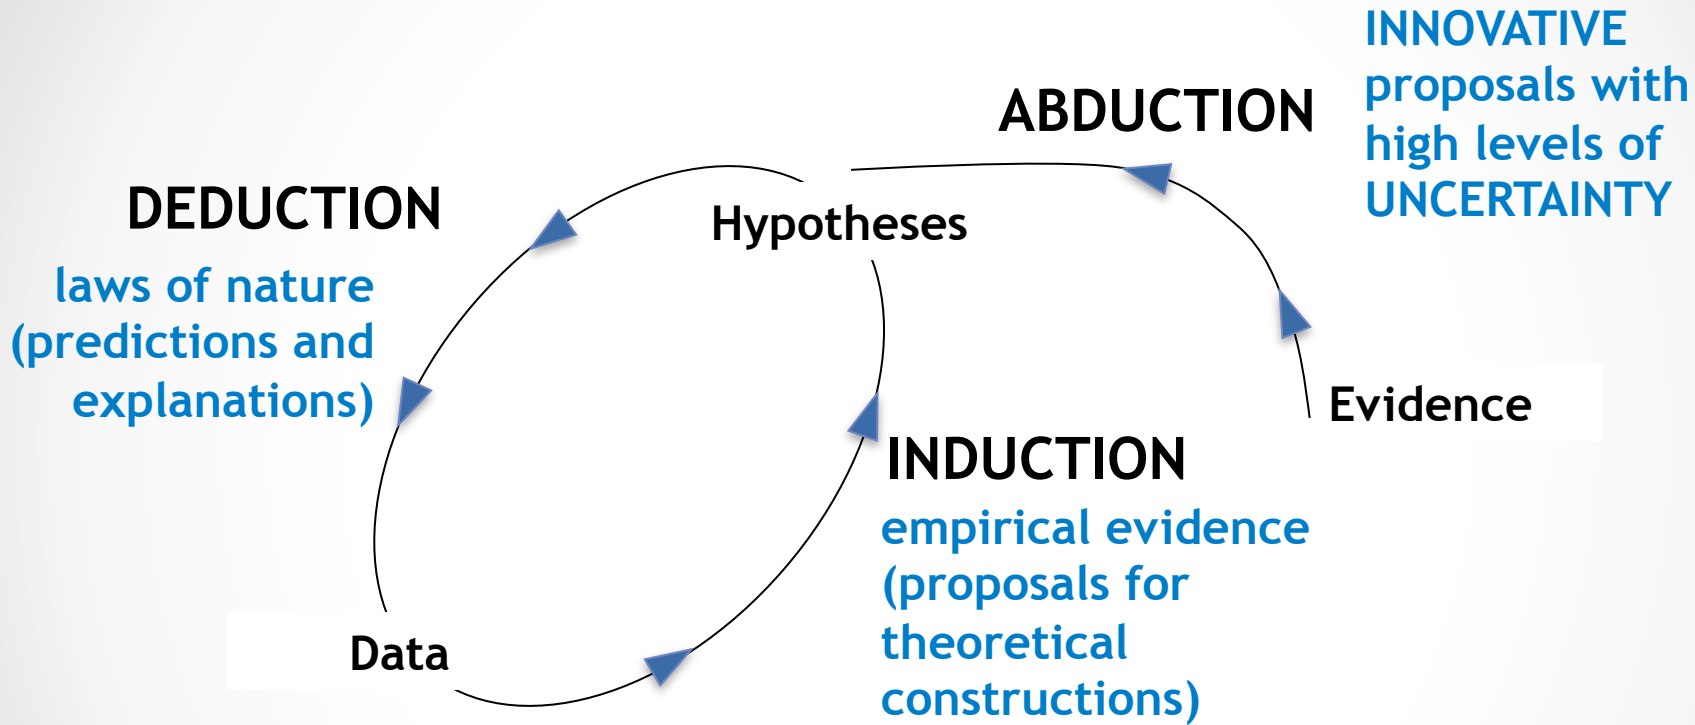 INNOVATIVE
proposals with
high levels of
UNCERTAINTY
ABDUCTION
DEDUCTION
Hypotheses
laws of nature
(predictions and
explanations)
Evidence
INDUCTION
empirical evidence
(proposals for
theoretical
constructions)
Data